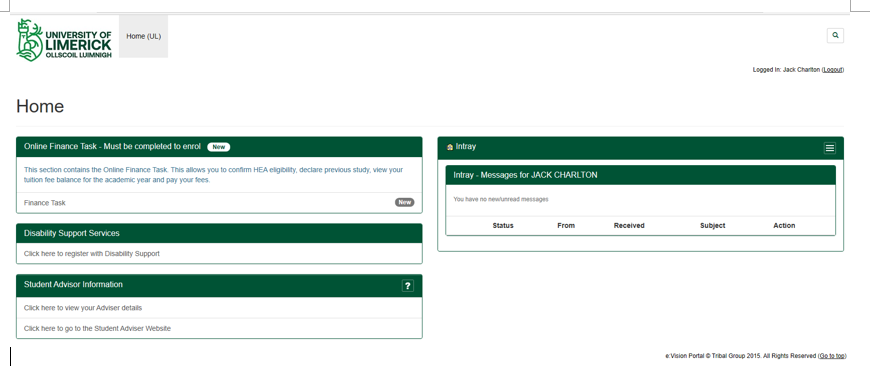 UNIVERSITY OF
LIMERICK
OLLSCOIL LUIMNIGH
Home (UL)
Logged In: Jack Charlton (Logout)
Home
Online Finance Task - Must be completed to enrol New
This section contains the Online Finance Task. This allows you to confirm HEA eligibility, declare previous study, view your
tuition fee balance for the academic year and pay your fees.
Finance Task New
Disability Support Services
Click here to register with Disability Support
Student Advisor Information ?
Click here to view your Adviser details
Click here to go to the Student Adviser Website
Intray
Intray - Messages for JACK CHARLTON
You have no new/unread messages
Status From Received Subject Action
e:Vision Portal © Tribal Group 2015. All Rights Reserved (Go to top)